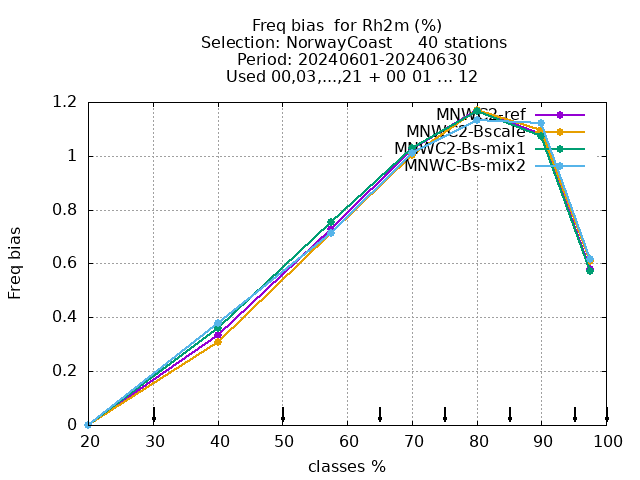 Freq bias  for Rh2m (%)
Selection: NorwayCoast     40 stations
Period: 20240601-20240630
Used 00,03,...,21 + 00 01 ... 12
MNWC2-ref
MNWC2-Bscale
MNWC2-Bs-mix1
MNWC-Bs-mix2
Freq bias
1.2
1
0.8
0.6
0.4
0.2
0
20 30 40 50 60 70 80 90 100
classes %